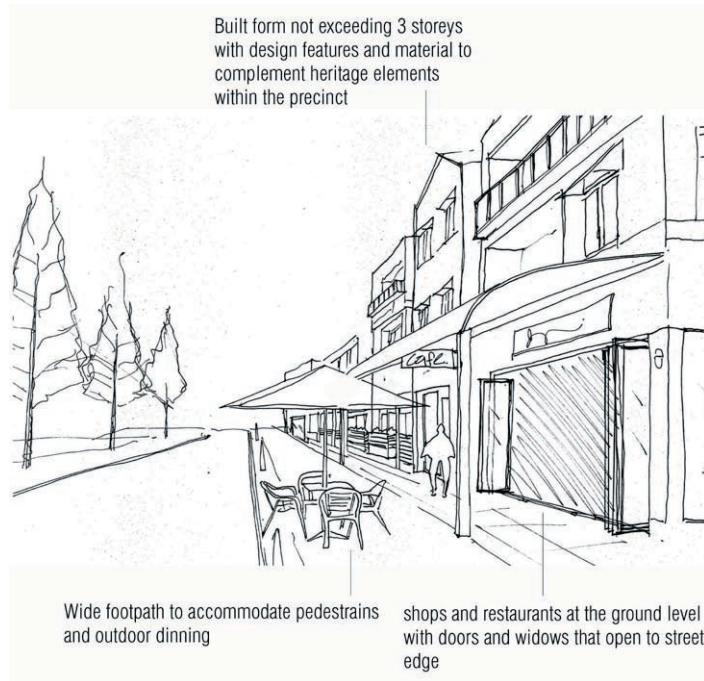 Built form not exceeding 3 storeys
with design features and material to
complement heritage elements
within the precinct
Cafe
Wide footpath to accommodate pedestrains
and outdoor dinning
shops and restaurants at the ground level
with doors and widows that open to street
edge